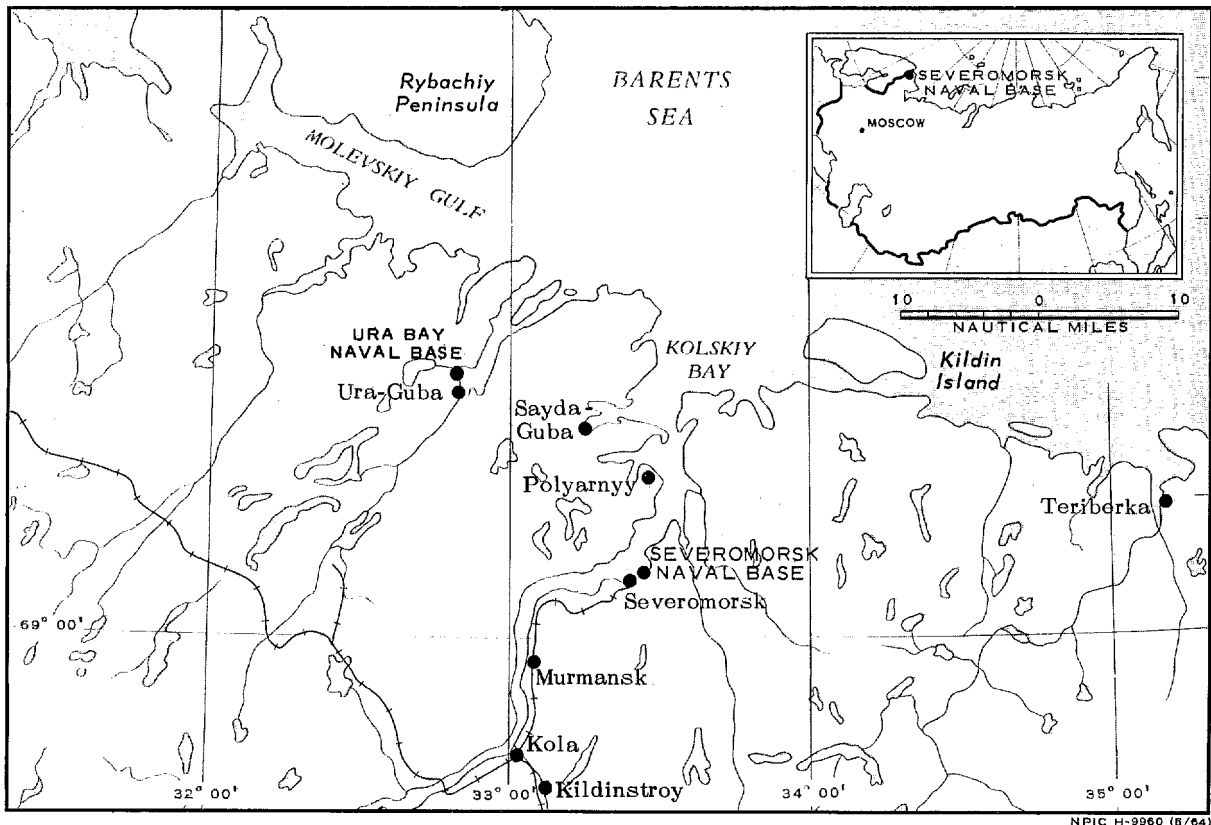 Rybachiy
Peninsula
BARENTS
SEA
SEVEROMORSK
NAVAL BASE
MOSCOW
MOLEVSKIY GULF
10 0 10
NAUTICAL MILES
URA BAY
NAVAL BASE
Ura-Guba
KOLSKIY
BAY
Kildin
Island
Sayda-
Guba
Polyarnyy
Teriberka
SEVEROMORSK
NAVAL BASE
Severomorsk
69° 00'
Murmansk
Kola
Kildinstroy
32° 00'
33° 00'
34° 00'
35° 00'
NPIC H-9960 (6/64)